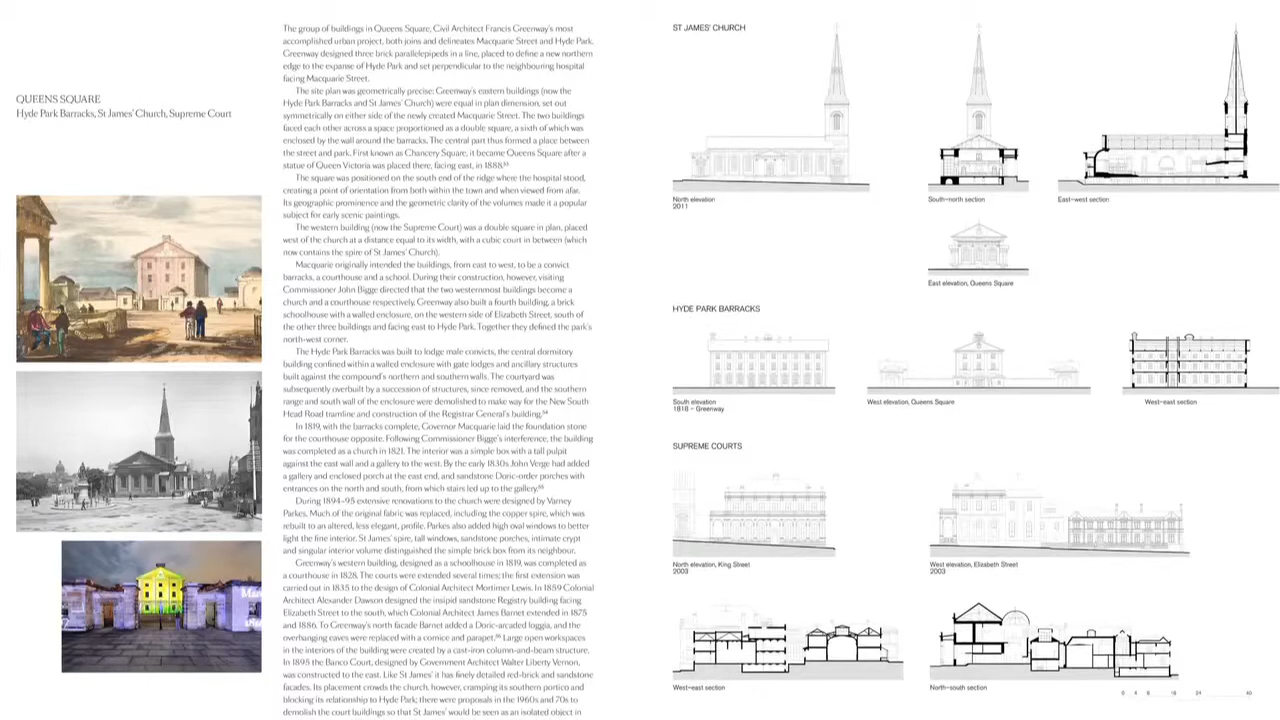 QUEENS SQUARE
Hyde Park Barracks, St James' Church, Supreme Court
The group of buildings in Queens Square, Civil Architect Francis Greenway's most
accomplished urban project, both joins and delineates Macquarie Street and Hyde Park.
Greenway designed three brick parallelepipeds in a line, placed to define a new northern
edge to the expanse of Hyde Park and set perpendicular to the neighbouring hospital
facing Macquarie Street.
The site plan was geometrically precise: Greenway's eastern buildings (now the
Hyde Park Barracks and St James' Church) were equal in plan dimension, set out
symmetrically on either side of the newly created Macquarie Street. The two buildings
faced each other across a space proportioned as a double square, a sixth of which was
enclosed by the wall around the barracks. The central part thus formed a place between
the street and park. First known as Chancery Square, it became Queens Square after a
statue of Queen Victoria was placed there, facing east, in 1888.
The square was positioned on the south end of the ridge where the hospital stood,
creating a point of orientation from both within the town and when viewed from afar.
Its geographic prominence and the geometric clarity of the volumes made it a popular
subject for early scenic paintings.
The western building (now the Supreme Court) was a double square in plan, placed
west of the church at a distance equal to its width, with a cubic court in between (which
now contains the spire of St James' Church).
Macquarie originally intended the buildings, from east to west, to be a convict
barracks, a courthouse and a school. During their construction, however, visiting
Commissioner John Bigge directed that the two westernmost buildings become a
church and a courthouse respectively. Greenway also built a fourth building, a brick
schoolhouse with a walled enclosure, on the western side of Elizabeth Street, south of
the other three buildings and facing east to Hyde Park. Together they defined the park's
north-west corner.
The Hyde Park Barracks was built to lodge male convicts, the central dormitory
building confined within a walled enclosure with gate lodges and ancillary structures
built against the compound's northern and southern walls. The courtyard was
subsequently overbuilt by a succession of structures, since removed, and the southern
range and south wall of the enclosure were demolished to make way for the New South
Head Road tramline and construction of the Registrar General's building.⁵⁴
In 1819, with the barracks complete, Governor Macquarie laid the foundation stone
for the courthouse opposite. Following Commissioner Bigge's interference, the building
was completed as a church in 1821. The interior was a simple box with a tall pulpit
against the east wall and a gallery to the west. By the early 1830s John Verge had added
a gallery and enclosed porch at the east end, and sandstone Doric-order porches with
entrances on the north and south, from which stairs led up to the gallery.
During 1894–95 extensive renovations to the church were designed by Varney
Parkes. Much of the original fabric was replaced, including the copper spire, which was
rebuilt to an altered, less elegant, profile. Parkes also added high oval windows to better
light the fine interior. St James' spire, tall windows, sandstone porches, intimate crypt
and singular interior volume distinguished the simple brick box from its neighbour.
Greenway's western building, designed as a schoolhouse in 1819, was completed as
a courthouse in 1828. The courts were extended several times; the first extension was
carried out in 1835 to the design of Colonial Architect Mortimer Lewis. In 1859 Colonial
Architect Alexander Dawson designed the insipid sandstone Registry building facing
Elizabeth Street to the south, which Colonial Architect James Barnet extended in 1875
and 1886. To Greenway's north facade Barnet added a Doric-arcaded loggia, and the
overhanging eaves were replaced with a cornice and parapet. Large open workspaces
in the interiors of the building were created by a cast-iron column-and-beam structure.
In 1895 the Banco Court, designed by Government Architect Walter Liberty Vernon,
was constructed to the east. Like St James' it has finely detailed red-brick and sandstone
facades. Its placement crowds the church, however, cramping its southern portico and
blocking its relationship to Hyde Park; there were proposals in the 1960s and 70s to
demolish the court buildings so that St James' would be seen as an isolated object in
ST JAMES' CHURCH
North elevation
2011
South–north section
East–west section
East elevation, Queens Square
HYDE PARK BARRACKS
South elevation
1818 – Greenway
West elevation, Queens Square
West–east section
SUPREME COURTS
North elevation, King Street
2003
West elevation, Elizabeth Street
2003
West–east section
North–south section
0 4 8 16 24 40